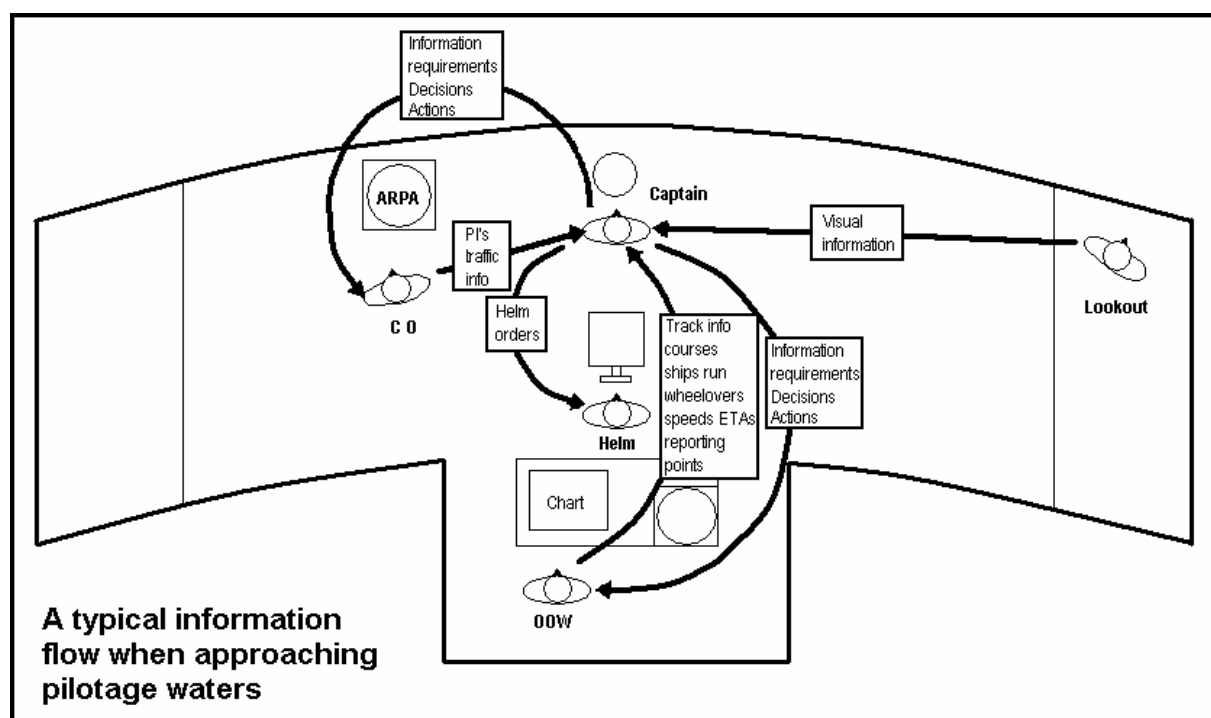 Information
requirements
Decisions
Actions
ARPA
Captain
PI's
traffic
info
Visual
information
C O
Helm
orders
Lookout
Track info
courses
ships run
wheelovers
speeds ETAs
reporting
points
Information
requirements
Decisions
Actions
Helm
Chart
OOW
A typical information
flow when approaching
pilotage waters